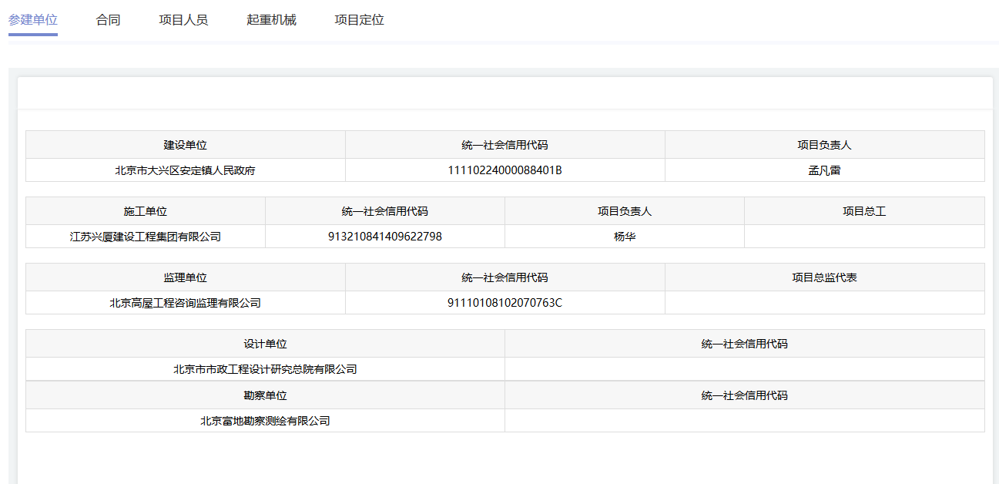 参建单位 合同 项目人员 起重机械 项目定位
建设单位 统一社会信用代码 项目负责人
北京市大兴区安定镇人民政府 11110224000088401B 孟凡雷
施工单位 统一社会信用代码 项目负责人 项目总工
江苏兴厦建设工程集团有限公司 913210841409622798 杨华
监理单位 统一社会信用代码 项目总监代表
北京高屋工程咨询监理有限公司 91110108102070763C
设计单位 统一社会信用代码
北京市市政工程设计研究总院有限公司
勘察单位 统一社会信用代码
北京富地勘察测绘有限公司